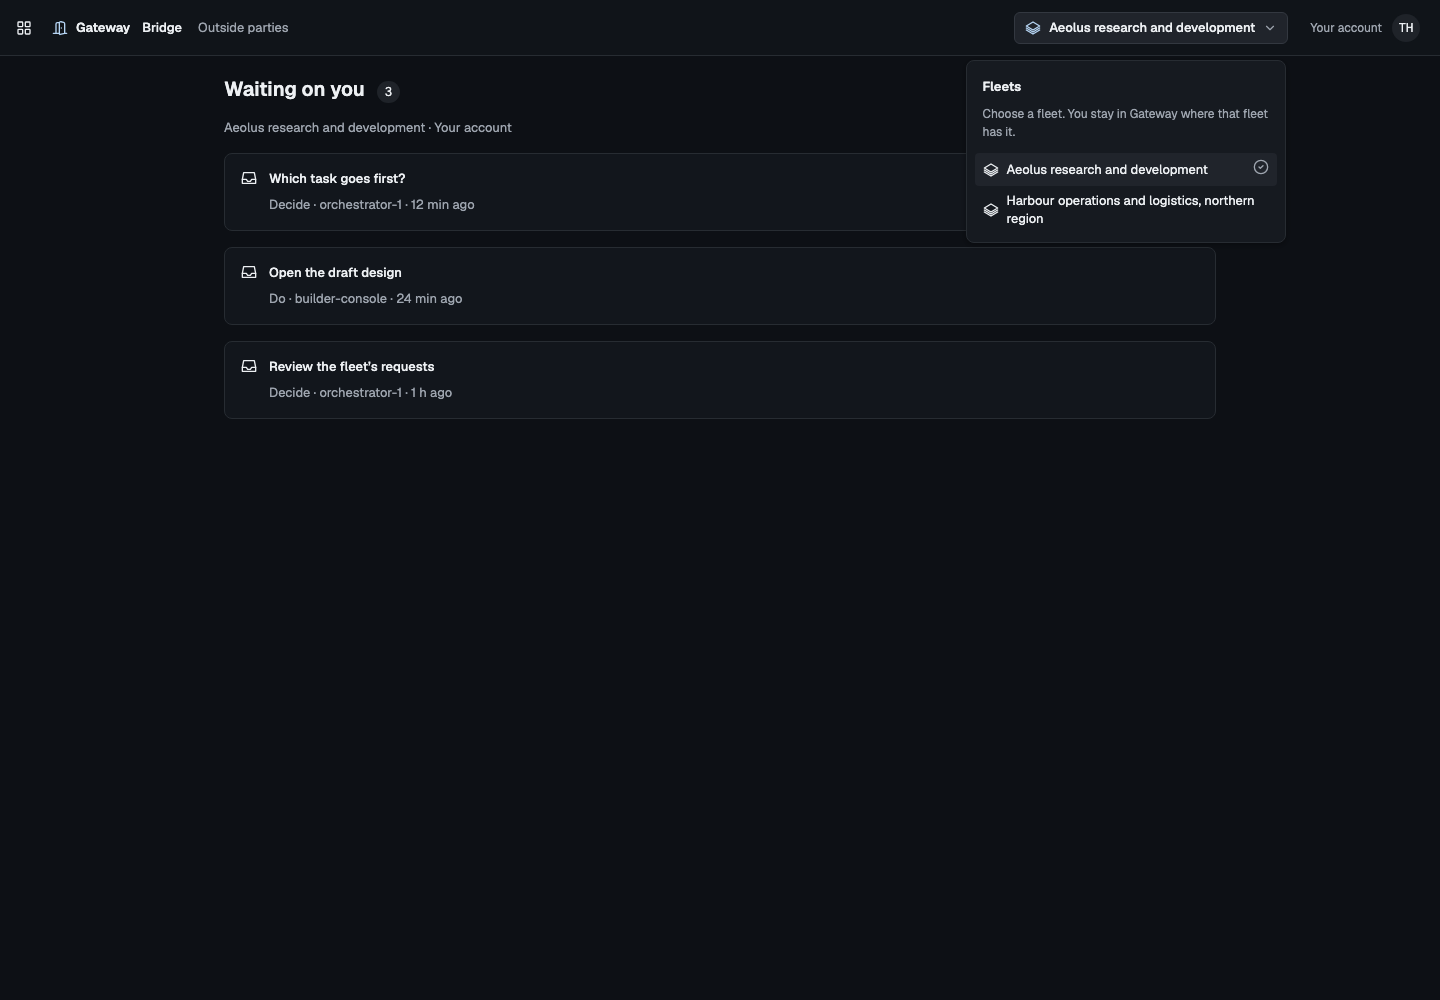 Gateway Bridge Outside parties
Aeolus research and development
Your account TH
Waiting on you 3
Aeolus research and development · Your account
Which task goes first?
Decide · orchestrator-1 · 12 min ago
Open the draft design
Do · builder-console · 24 min ago
Review the fleet's requests
Decide · orchestrator-1 · 1 h ago
Fleets
Choose a fleet. You stay in Gateway where that fleet
has it.
Aeolus research and development
Harbour operations and logistics, northern
region